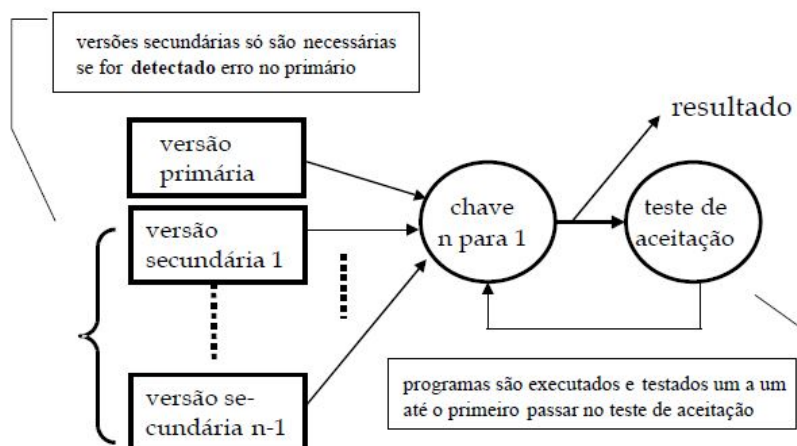 versões secundárias só são necessárias
se for detectado erro no primário
resultado
versão
primária
chave
n para 1
teste de
aceitação
versão
secundária 1
versão se-
cundária n-1
programas são executados e testados um a um
até o primeiro passar no teste de aceitação